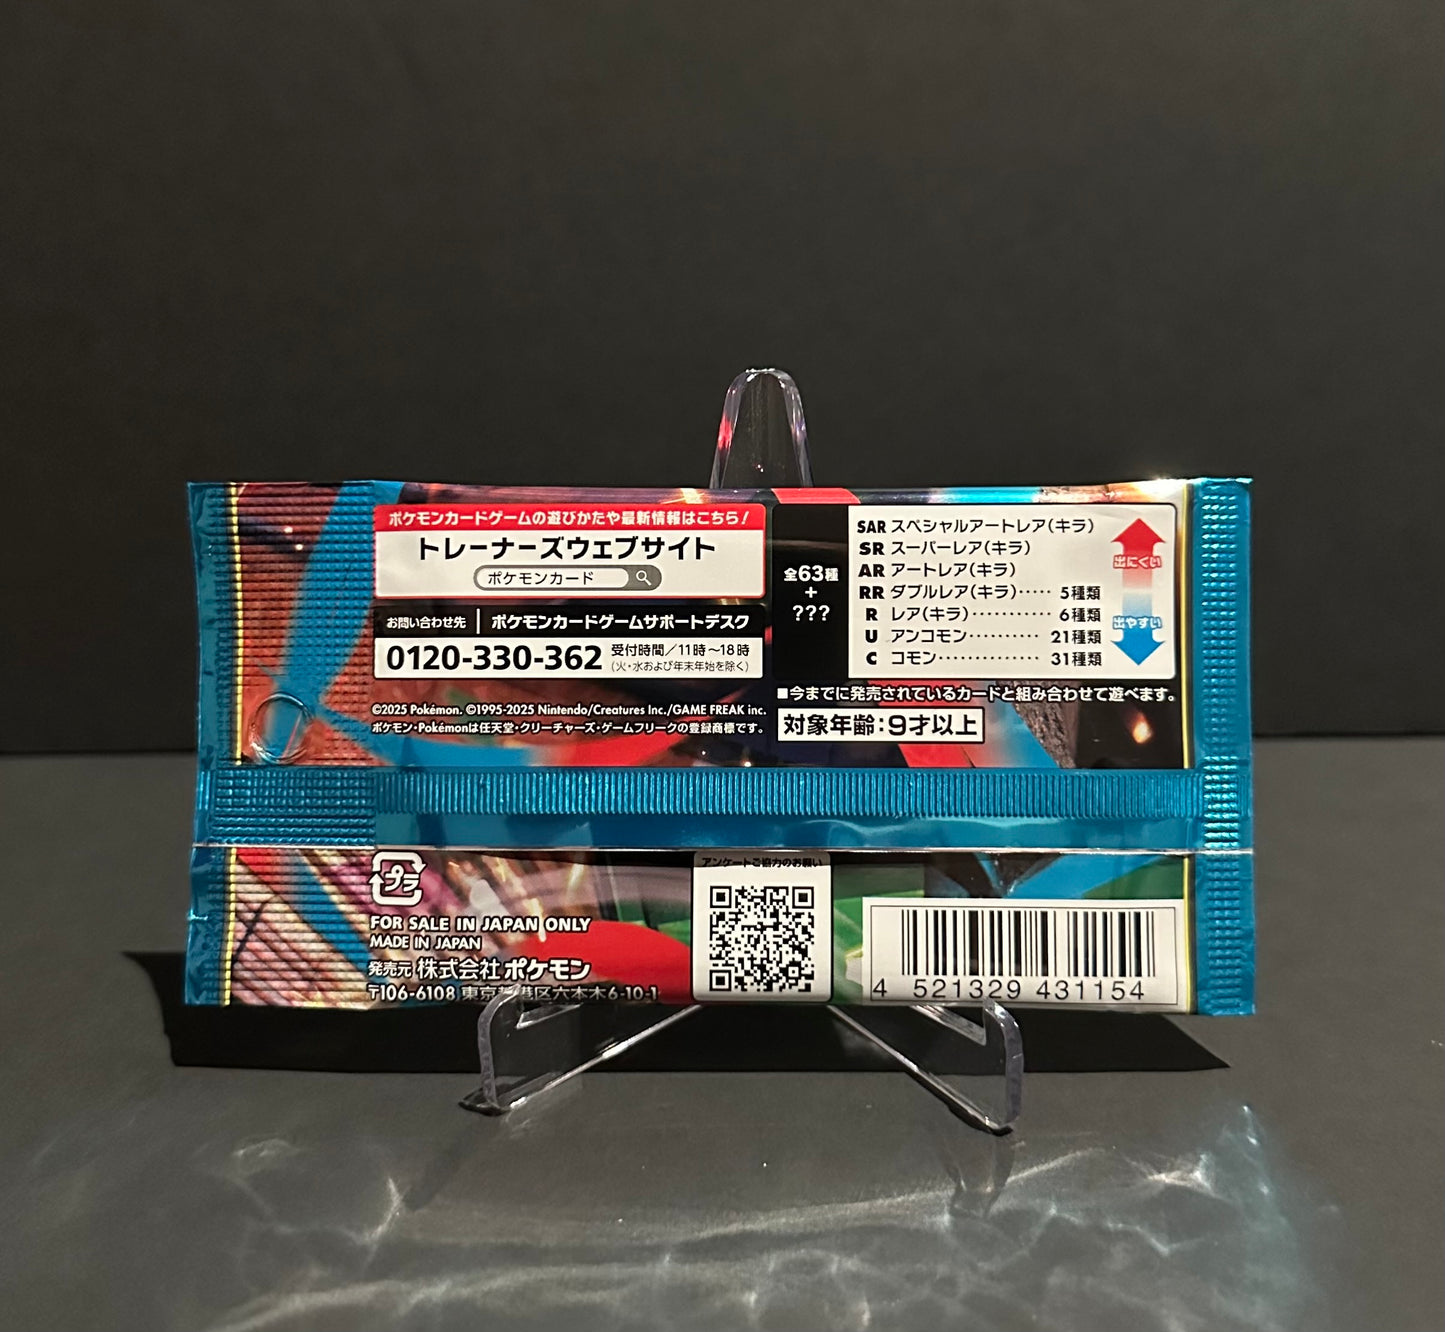 ポケモンカードゲームの遊びかたや最新情報はこちら!
トレーナーズウェブサイト
ポケモンカード
お問い合わせ先 ポケモンカードゲームサポートデスク
0120-330-362 受付時間/11時～18時
(火・水および年末年始を除く)
©2025 Pokémon. ©1995-2025 Nintendo/Creatures Inc./GAME FREAK inc.
ポケモン・Pokémonは任天堂・クリーチャーズ・ゲームフリークの登録商標です。
全63種
+
???
SAR スペシャルアートレア(キラ)
SR スーパーレア(キラ)
AR アートレア(キラ)
RR ダブルレア(キラ)····· 5種類
R レア(キラ)··········· 6種類
U アンコモン·········· 21種類
C コモン·············· 31種類
出にくい
出やすい
■今までに発売されているカードと組み合わせて遊べます。
対象年齢:9才以上
プラ
FOR SALE IN JAPAN ONLY
MADE IN JAPAN
発売元 株式会社ポケモン
〒106-6108 東京都港区六本木6-10-1
アンケートご協力のお願い
4 521329 431154